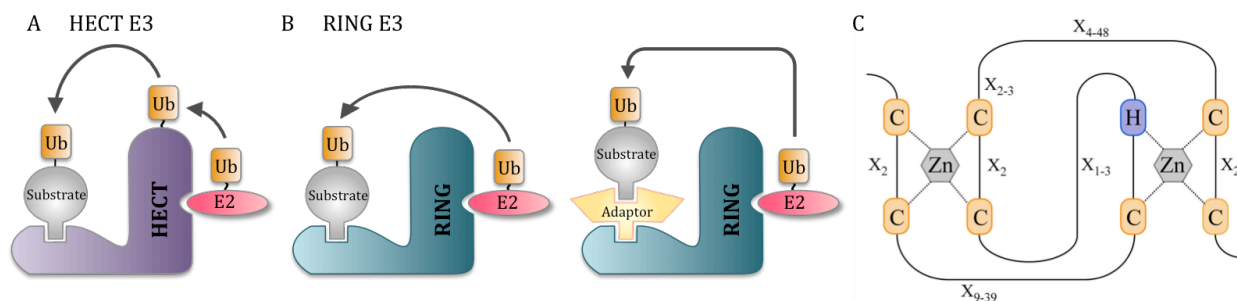 A HECT E3
Ub
Ub
Ub
Substrate
HECT
E2
B RING E3
Ub
Ub
Substrate
RING
E2
Ub
Ub
Substrate
Adaptor
RING
E2
C
X4-48
X2-3
C
C
H
C
X2
Zn
X2
X1-3
Zn
X2
C
C
C
C
X9-39